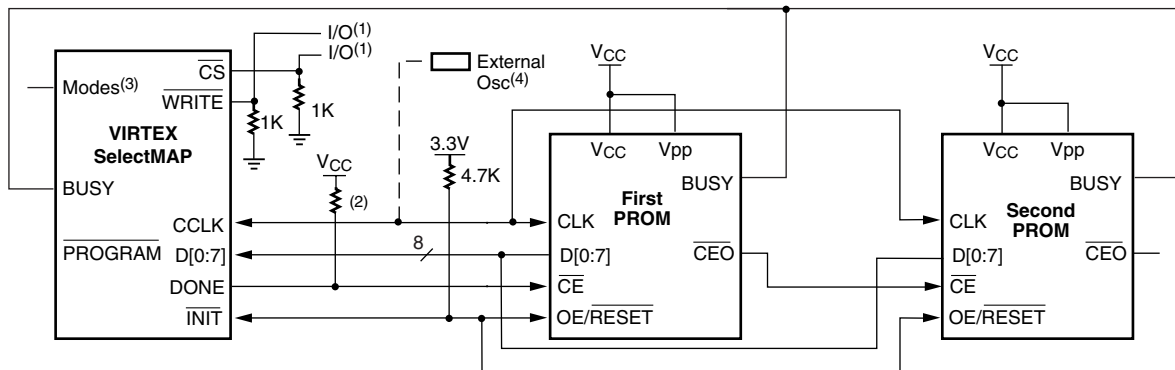 I/O(1)
I/O(1)
External
Osc(4)
VCC
VCC
Modes(3)
CS
WRITE
1K
1K
VIRTEX
SelectMAP
VCC
3.3V
4.7K
VCC
Vpp
VCC
Vpp
BUSY
(2)
First
PROM
BUSY
Second
PROM
BUSY
CCLK
CLK
CLK
PROGRAM
D[0:7]
8
D[0:7]
CEO
D[0:7]
CEO
DONE
CE
CE
INIT
OE/RESET
OE/RESET